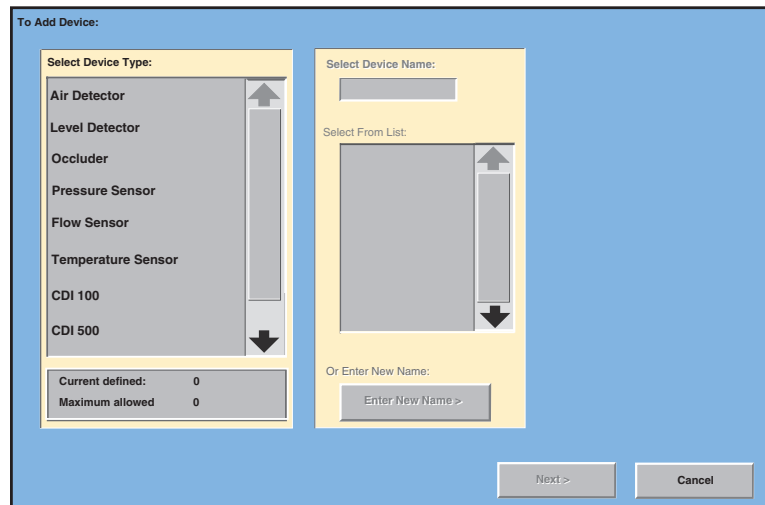 To Add Device:
Select Device Type:
Air Detector
Level Detector
Occluder
Pressure Sensor
Flow Sensor
Temperature Sensor
CDI 100
CDI 500
Current defined: 0
Maximum allowed 0
Select Device Name:
Select From List:
Or Enter New Name:
Enter New Name >
Next >
Cancel